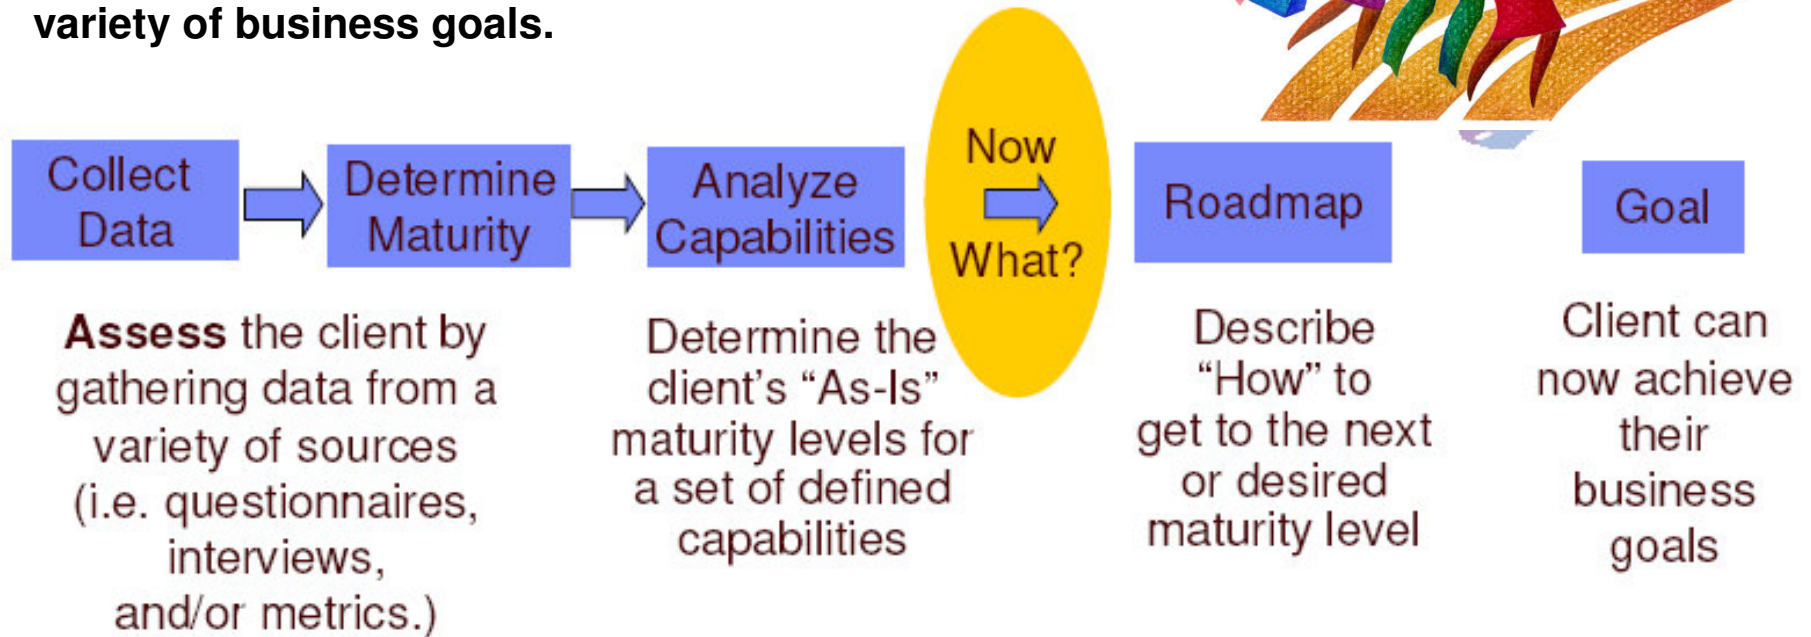 variety of business goals.
Collect
Data
Determine
Maturity
Analyze
Capabilities
Now
What?
Roadmap
Goal
Assess the client by
gathering data from a
variety of sources
(i.e. questionnaires,
interviews,
and/or metrics.)
Determine the
client's “As-Is”
maturity levels for
a set of defined
capabilities
Describe
“How” to
get to the next
or desired
maturity level
Client can
now achieve
their
business
goals